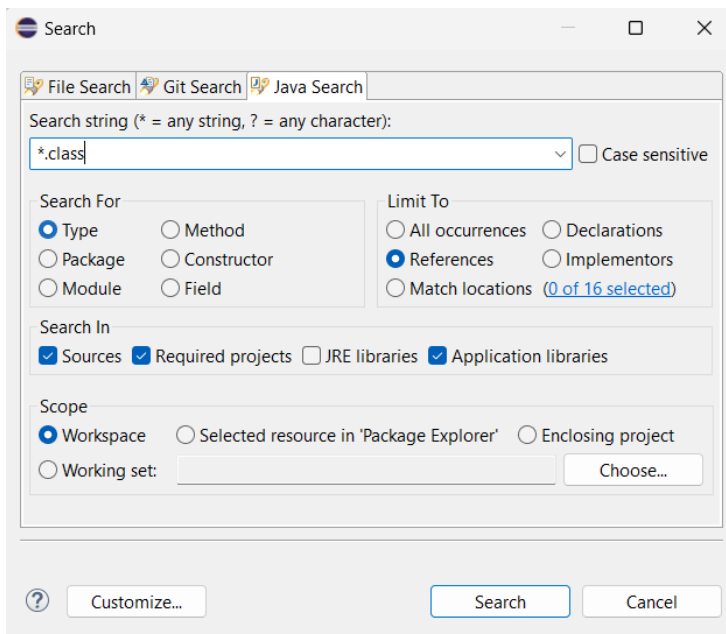 Search
File Search Git Search Java Search
Search string (* = any string, ? = any character):
*.class Case sensitive
Search For
Type Method
Package Constructor
Module Field
Limit To
All occurrences Declarations
References Implementors
Match locations (0 of 16 selected)
Search In
Sources Required projects JRE libraries Application libraries
Scope
Workspace Selected resource in 'Package Explorer' Enclosing project
Working set: Choose...
? Customize... Search Cancel